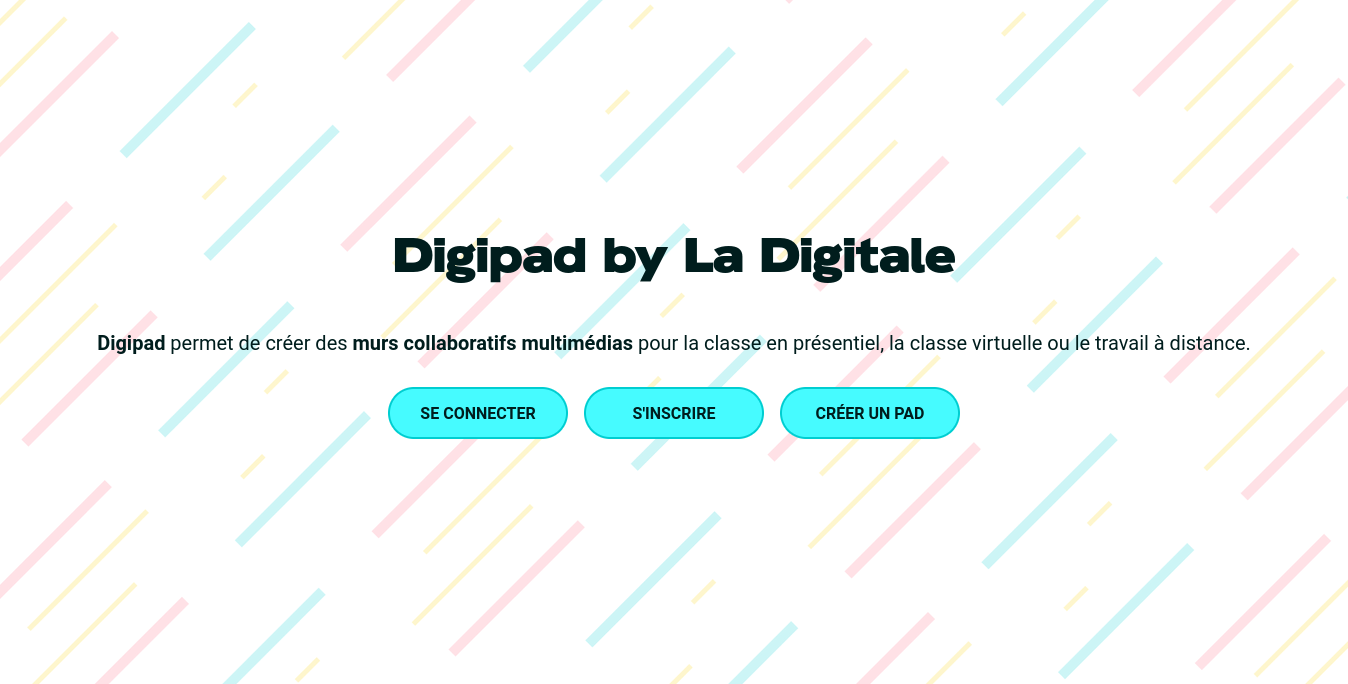 Digipad by La Digitale
Digipad permet de créer des murs collaboratifs multimédias pour la classe en présentiel, la classe virtuelle ou le travail à distance.
SE CONNECTER
S'INSCRIRE
CRÉER UN PAD